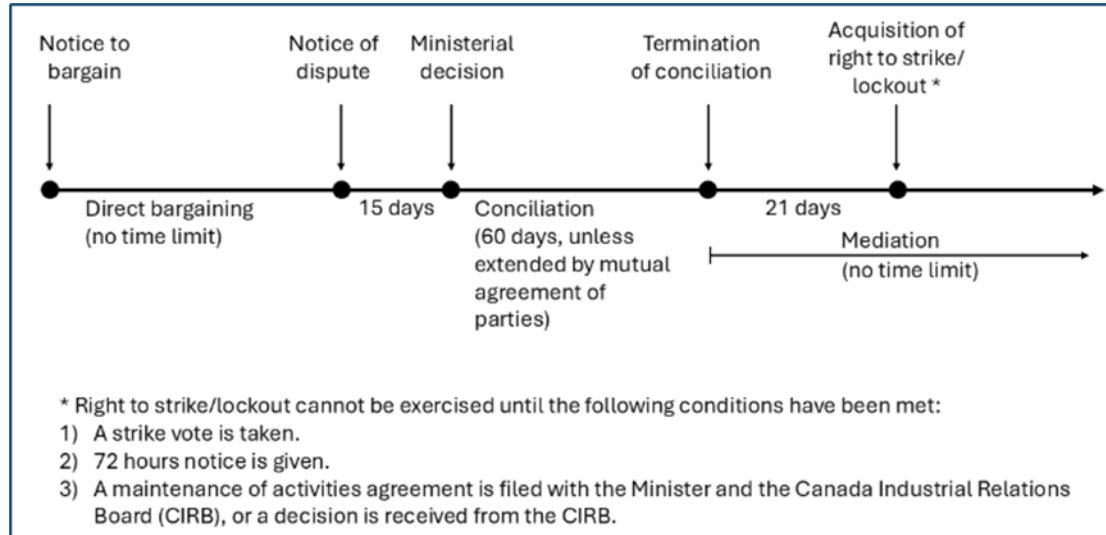 Notice to
bargain
Notice of
dispute
Ministerial
decision
Termination
of conciliation
Acquisition of
right to strike/
lockout *
Direct bargaining
(no time limit)
15 days
Conciliation
(60 days, unless
extended by mutual
agreement of
parties)
21 days
Mediation
(no time limit)
* Right to strike/lockout cannot be exercised until the following conditions have been met:
1) A strike vote is taken.
2) 72 hours notice is given.
3) A maintenance of activities agreement is filed with the Minister and the Canada Industrial Relations
Board (CIRB), or a decision is received from the CIRB.